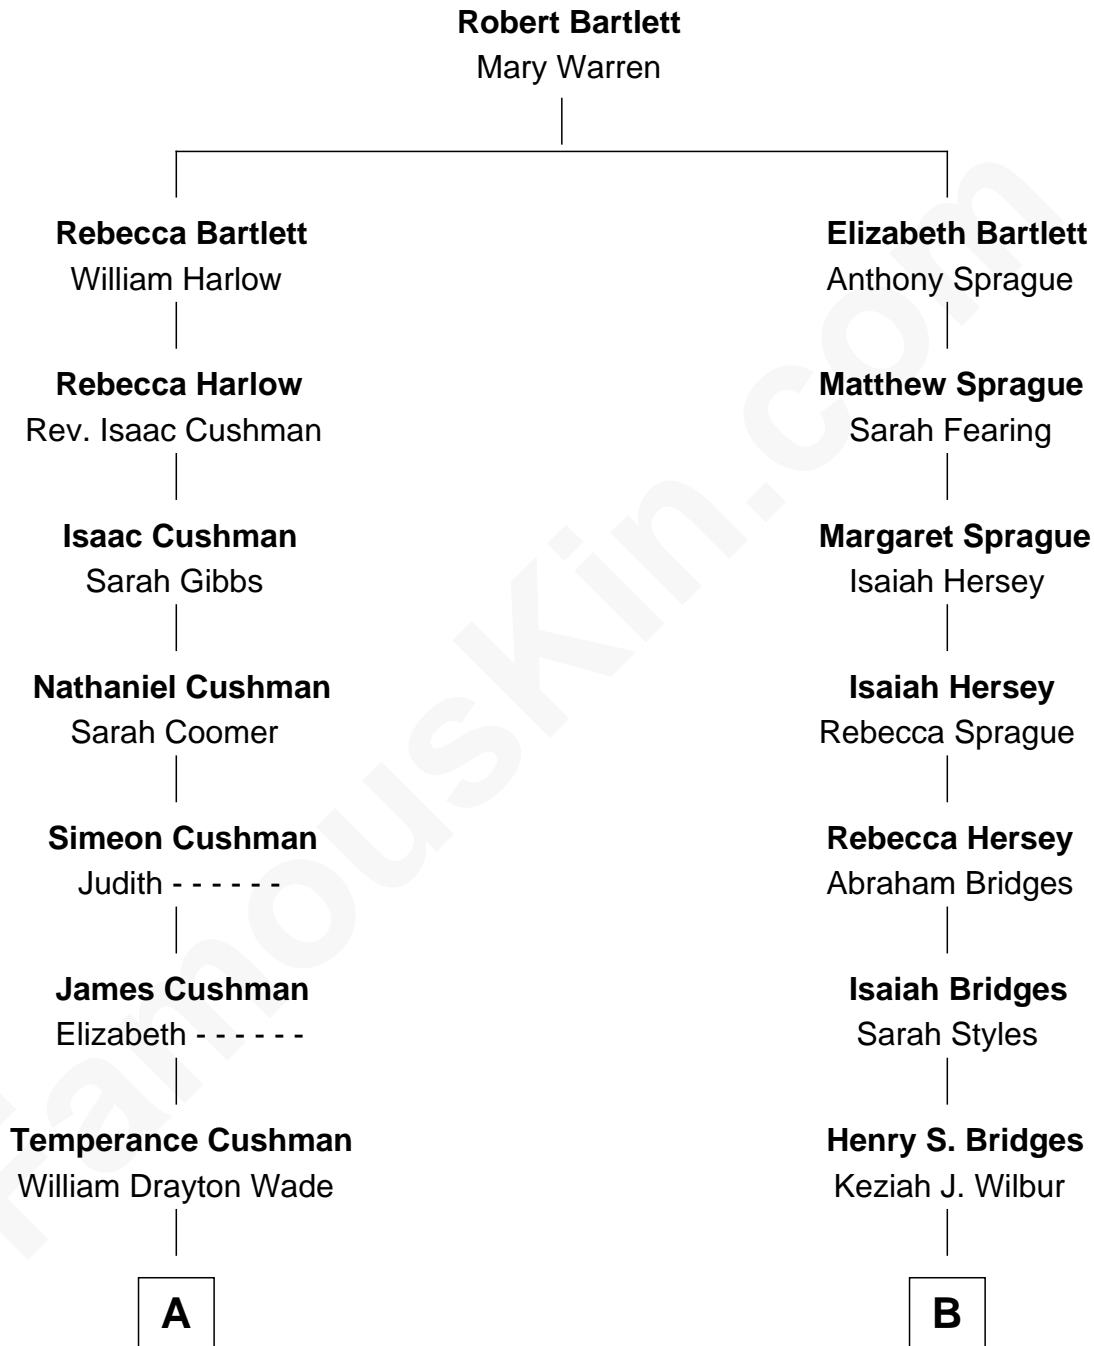 Robert Bartlett
Mary Warren
Rebecca Bartlett
William Harlow
Elizabeth Bartlett
Anthony Sprague
Rebecca Harlow
Rev. Isaac Cushman
Matthew Sprague
Sarah Fearing
Isaac Cushman
Sarah Gibbs
Margaret Sprague
Isaiah Hersey
Nathaniel Cushman
Sarah Coomer
Isaiah Hersey
Rebecca Sprague
Simeon Cushman
Judith - - - - - -
Rebecca Hersey
Abraham Bridges
James Cushman
Elizabeth - - - - - -
Isaiah Bridges
Sarah Styles
Temperance Cushman
William Drayton Wade
Henry S. Bridges
Keziah J. Wilbur
A
B
FamousKin.com